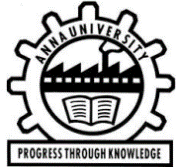 ANNA UNIVERSITY
PROGRESS THROUGH KNOWLEDGE